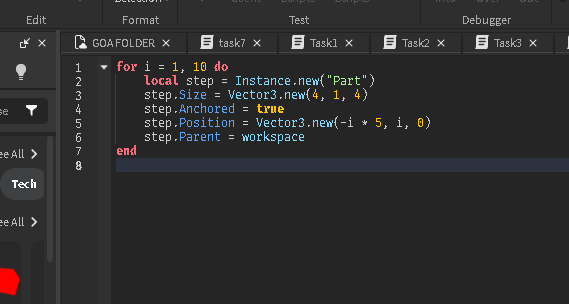 Edit Format Test Debugger
GOAFOLDER × task7 × Task1 × Task2 × Task3 ×
1 for i = 1, 10 do
2 local step = Instance.new("Part")
3 step.Size = Vector3.new(4, 1, 4)
4 step.Anchored = true
5 step.Position = Vector3.new(-i * 5, i, 0)
6 step.Parent = workspace
7 end
8
ee All
Tech
ee All